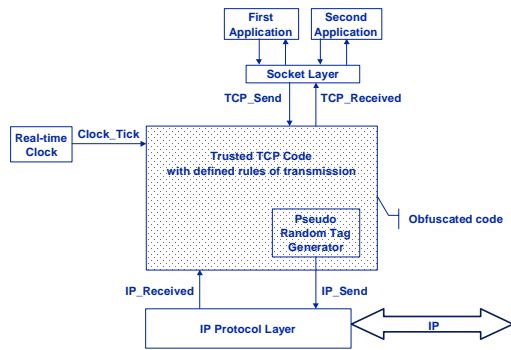 First
Application
Second
Application
Socket Layer
TCP_Send
TCP_Received
Real-time
Clock
Clock_Tick
Trusted TCP Code
with defined rules of transmission
Pseudo
Random Tag
Generator
Obfuscated code
IP_Received
IP_Send
IP Protocol Layer
IP